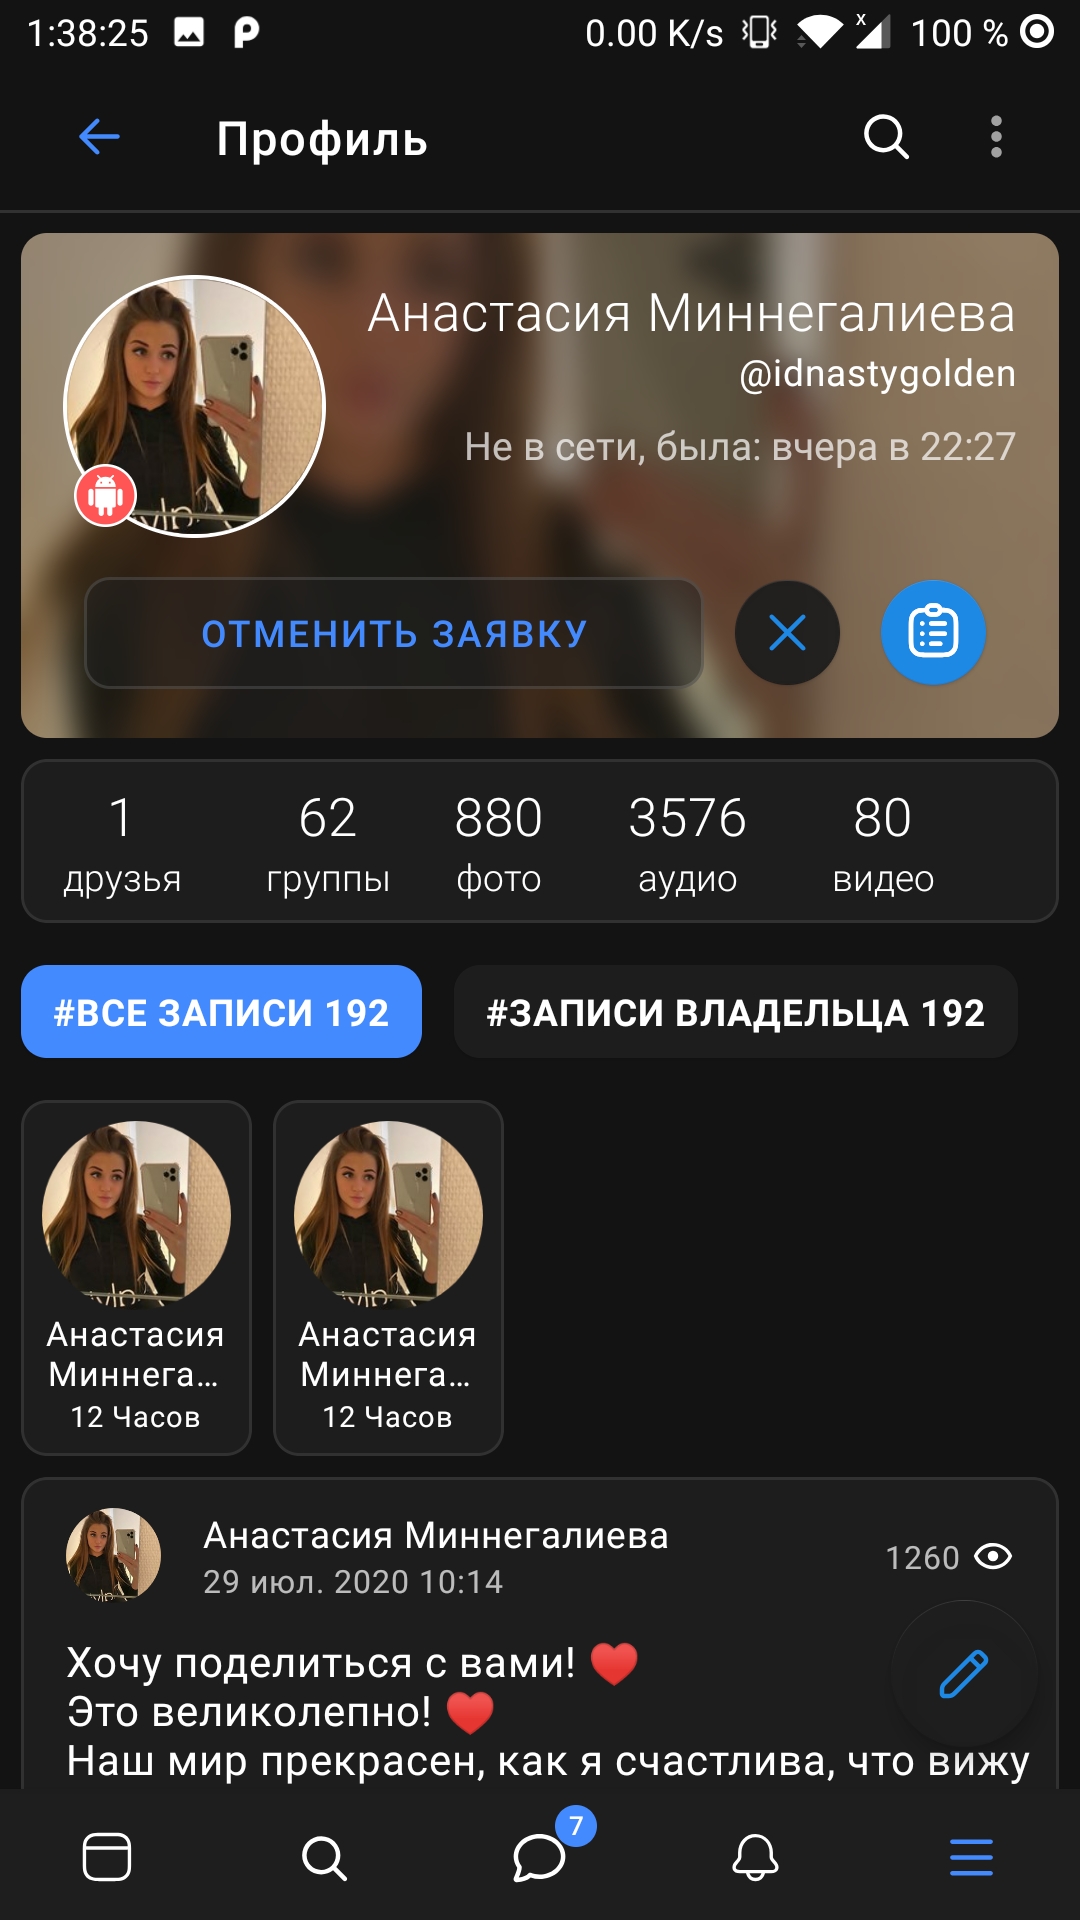 1:38:25 0.00 K/s x 100 %
Профиль
Анастасия Миннегалиева
@idnastygolden
Не в сети, была: вчера в 22:27
ОТМЕНИТЬ ЗАЯВКУ
1 62 880 3576 80
друзья группы фото аудио видео
#ВСЕ ЗАПИСИ 192 #ЗАПИСИ ВЛАДЕЛЬЦА 192
Анастасия Анастасия
Миннега... Миннега...
12 Часов 12 Часов
Анастасия Миннегалиева
29 июл. 2020 10:14
1260
Хочу поделиться с вами! ♥️
Это великолепно! ♥️
Наш мир прекрасен, как я счастлива, что вижу
7